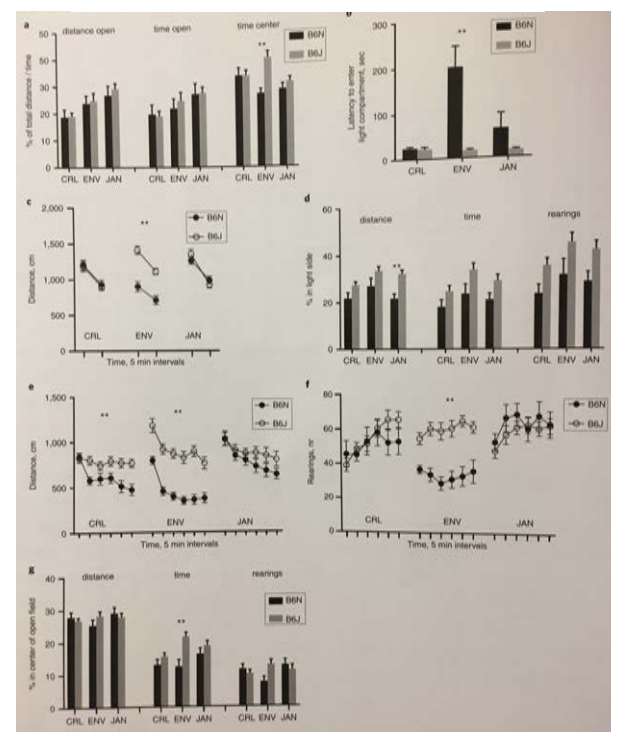 a
distance open time open time center
B6N
B6J
% of total distance / time
50
50
40
30
20
10
0
CRL ENV JAN CRL ENV JAN CRL ENV JAN
**
Latency to enter
light compartment, sec
300
200
100
0
**
B6N
B6J
CRL ENV JAN
c
Distance, cm
2,000
1,500
1,000
500
0
**
B6N
B6J
CRL ENV JAN
Time, 5 min intervals
d
% in light side
60
40
20
0
distance time rearings
**
CRL ENV JAN CRL ENV JAN CRL ENV JAN
e
Distance, cm
1,500
1,000
500
0
** **
B6N
B6J
CRL ENV JAN
Time, 5 min intervals
f
Rearings, nr
80
60
40
20
0
**
B6N
B6J
CRL ENV JAN
Time, 5 min intervals
g
% in center of open field
40
30
20
10
0
distance time rearings
**
B6N
B6J
CRL ENV JAN CRL ENV JAN CRL ENV JAN